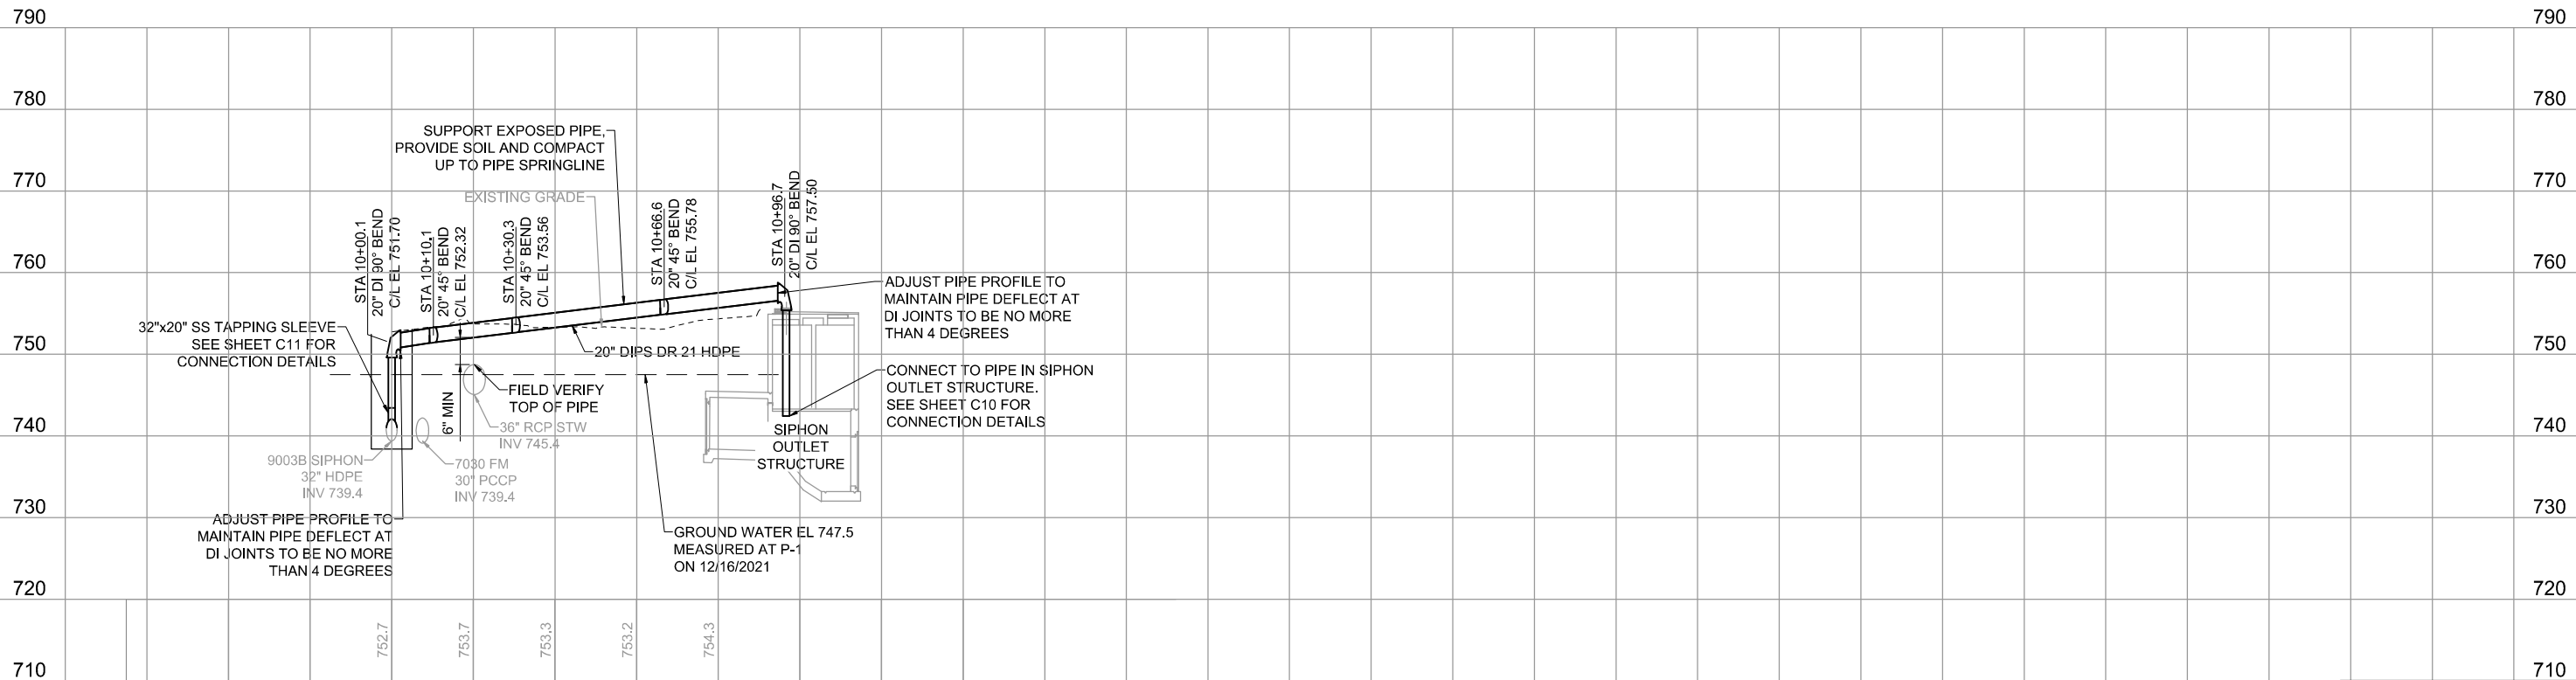 790
790
780
780
770
770
760
760
750
750
740
740
730
730
720
720
710
710
SUPPORT EXPOSED PIPE,
PROVIDE SOIL AND COMPACT
UP TO PIPE SPRINGLINE
EXISTING GRADE
STA 10+00.1
20" DI 90° BEND
C/L EL 751.70
STA 10+10.1
20" 45° BEND
C/L EL 752.32
STA 10+30.3
20" 45° BEND
C/L EL 753.56
STA 10+66.6
20" 45° BEND
C/L EL 755.78
STA 10+96.7
20" DI 90° BEND
C/L EL 757.50
ADJUST PIPE PROFILE TO
MAINTAIN PIPE DEFLECT AT
DI JOINTS TO BE NO MORE
THAN 4 DEGREES
32"x20" SS TAPPING SLEEVE
SEE SHEET C11 FOR
CONNECTION DETAILS
20" DIPS DR 21 HDPE
CONNECT TO PIPE IN SIPHON
OUTLET STRUCTURE.
SEE SHEET C10 FOR
CONNECTION DETAILS
FIELD VERIFY
TOP OF PIPE
6" MIN
36" RCP STW
INV 745.4
SIPHON
OUTLET
STRUCTURE
9003B SIPHON
32" HDPE
INV 739.4
7030 FM
30" PCCP
INV 739.4
ADJUST PIPE PROFILE TO
MAINTAIN PIPE DEFLECT AT
DI JOINTS TO BE NO MORE
THAN 4 DEGREES
GROUND WATER EL 747.5
MEASURED AT P-1
ON 12/16/2021
752.7
753.7
753.3
753.2
754.3